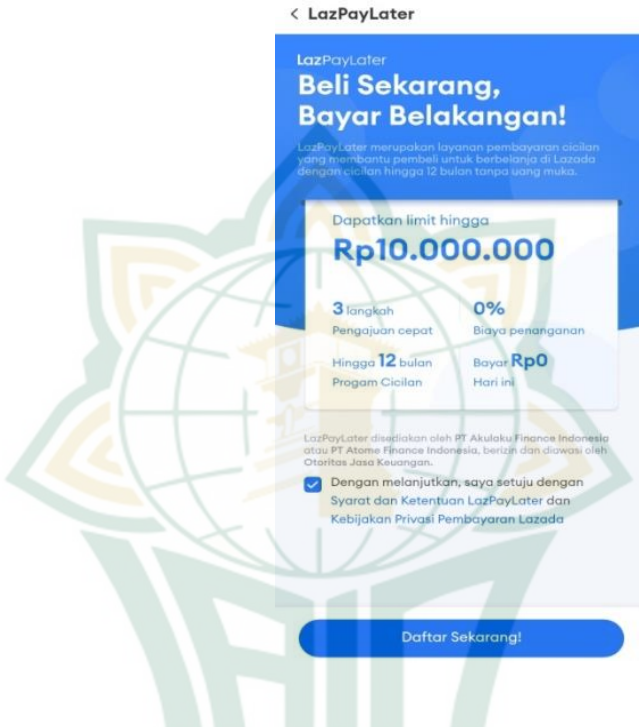 < LazPayLater
LazPayLater
Beli Sekarang,
Bayar Belakangan!
LazPayLater merupakan layanan pembayaran cicilan
yang membantu pembeli untuk berbelanja di Lazada
dengan cicilan hingga 12 bulan tanpa uang muka.
Dapatkan limit hingga
Rp10.000.000
3 langkah
Pengajuan cepat
0%
Biaya penanganan
Hingga 12 bulan
Progam Cicilan
Bayar Rp0
Hari ini
LazPayLater disediakan oleh PT Akulaku Finance Indonesia
atau PT Atome Finance Indonesia, berizin dan diawasi oleh
Otoritas Jasa Keuangan.
Dengan melanjutkan, saya setuju dengan
Syarat dan Ketentuan LazPayLater dan
Kebijakan Privasi Pembayaran Lazada
Daftar Sekarang!